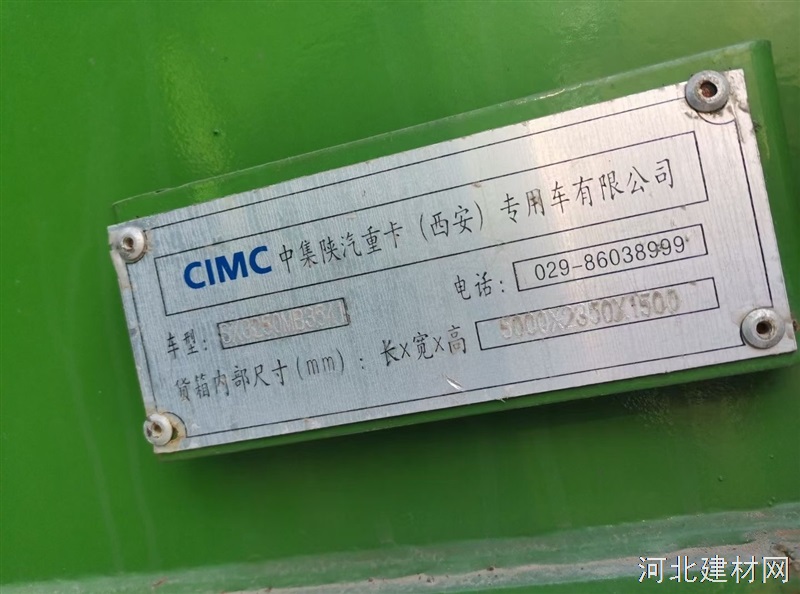 CIMC 中集陕汽重卡（西安）专用车有限公司
电话： 029-86038999
车型：
货箱内部尺寸（mm）：长X宽X高 5000X2350X1500
河北建材网